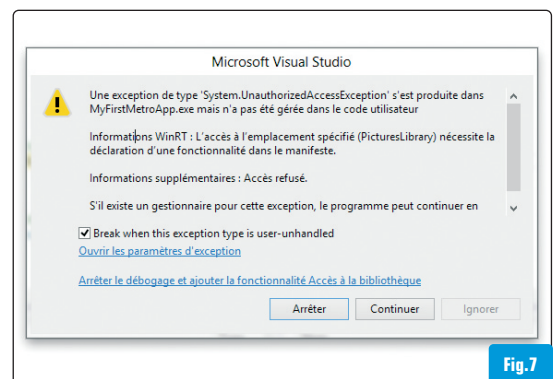 Microsoft Visual Studio
Une exception de type 'System.UnauthorizedAccessException' s'est produite dans
MyFirstMetroApp.exe mais n'a pas été gérée dans le code utilisateur
Informations WinRT : L'accès à l'emplacement spécifié (PicturesLibrary) nécessite la
déclaration d'une fonctionnalité dans le manifeste.
Informations supplémentaires : Accès refusé.
S'il existe un gestionnaire pour cette exception, le programme peut continuer en
Break when this exception type is user-unhandled
Ouvrir les paramètres d'exception
Arrêter le débogage et ajouter la fonctionnalité Accès à la bibliothèque
Arrêter Continuer Ignorer
Fig.7